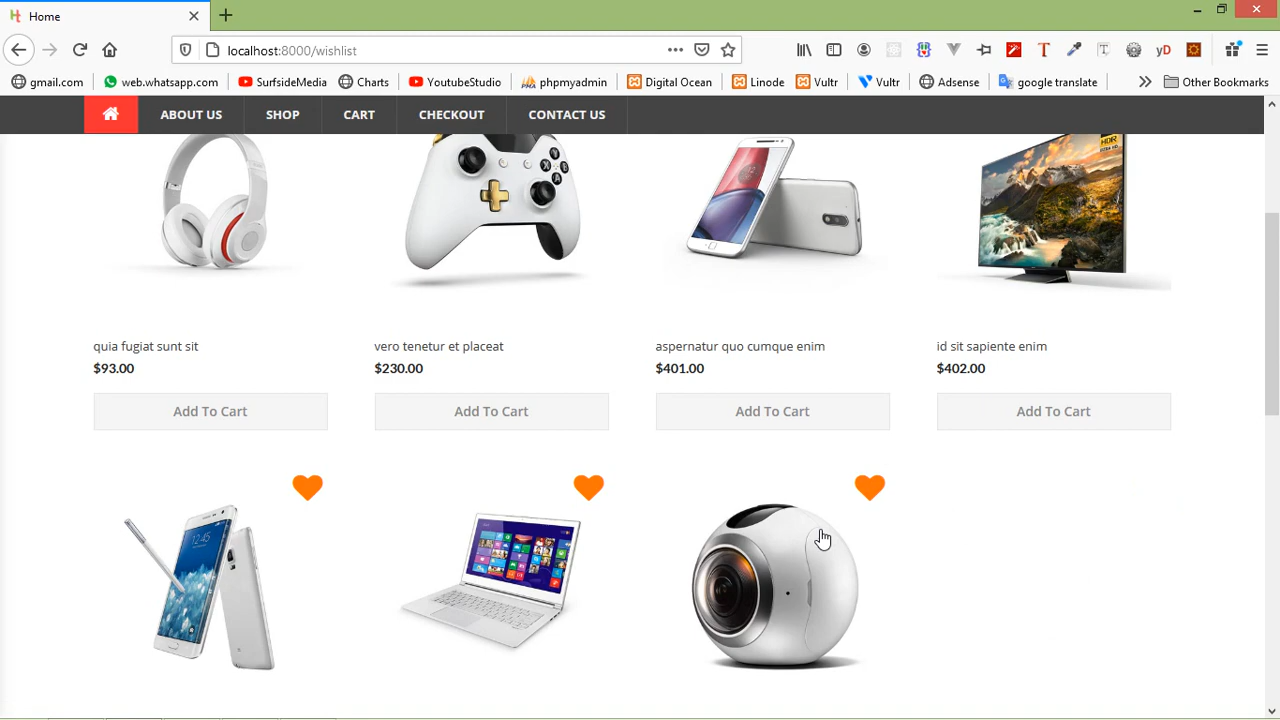 Home
localhost:8000/wishlist
gmail.com web.whatsapp.com SurfsideMedia Charts YoutubeStudio phpmyadmin Digital Ocean Linode Vultr Vultr Adsense google translate Other Bookmarks
ABOUT US SHOP CART CHECKOUT CONTACT US
quia fugiat sunt sit
$93.00
Add To Cart
vero tenetur et placeat
$230.00
Add To Cart
aspernatur quo cumque enim
$401.00
Add To Cart
id sit sapiente enim
$402.00
Add To Cart